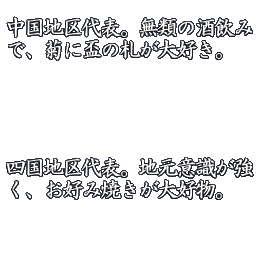 中国地区代表。無類の酒飲み
で、菊に盃の札が大好き。
四国地区代表。地元意識が強
く、お好み焼きが大好物。